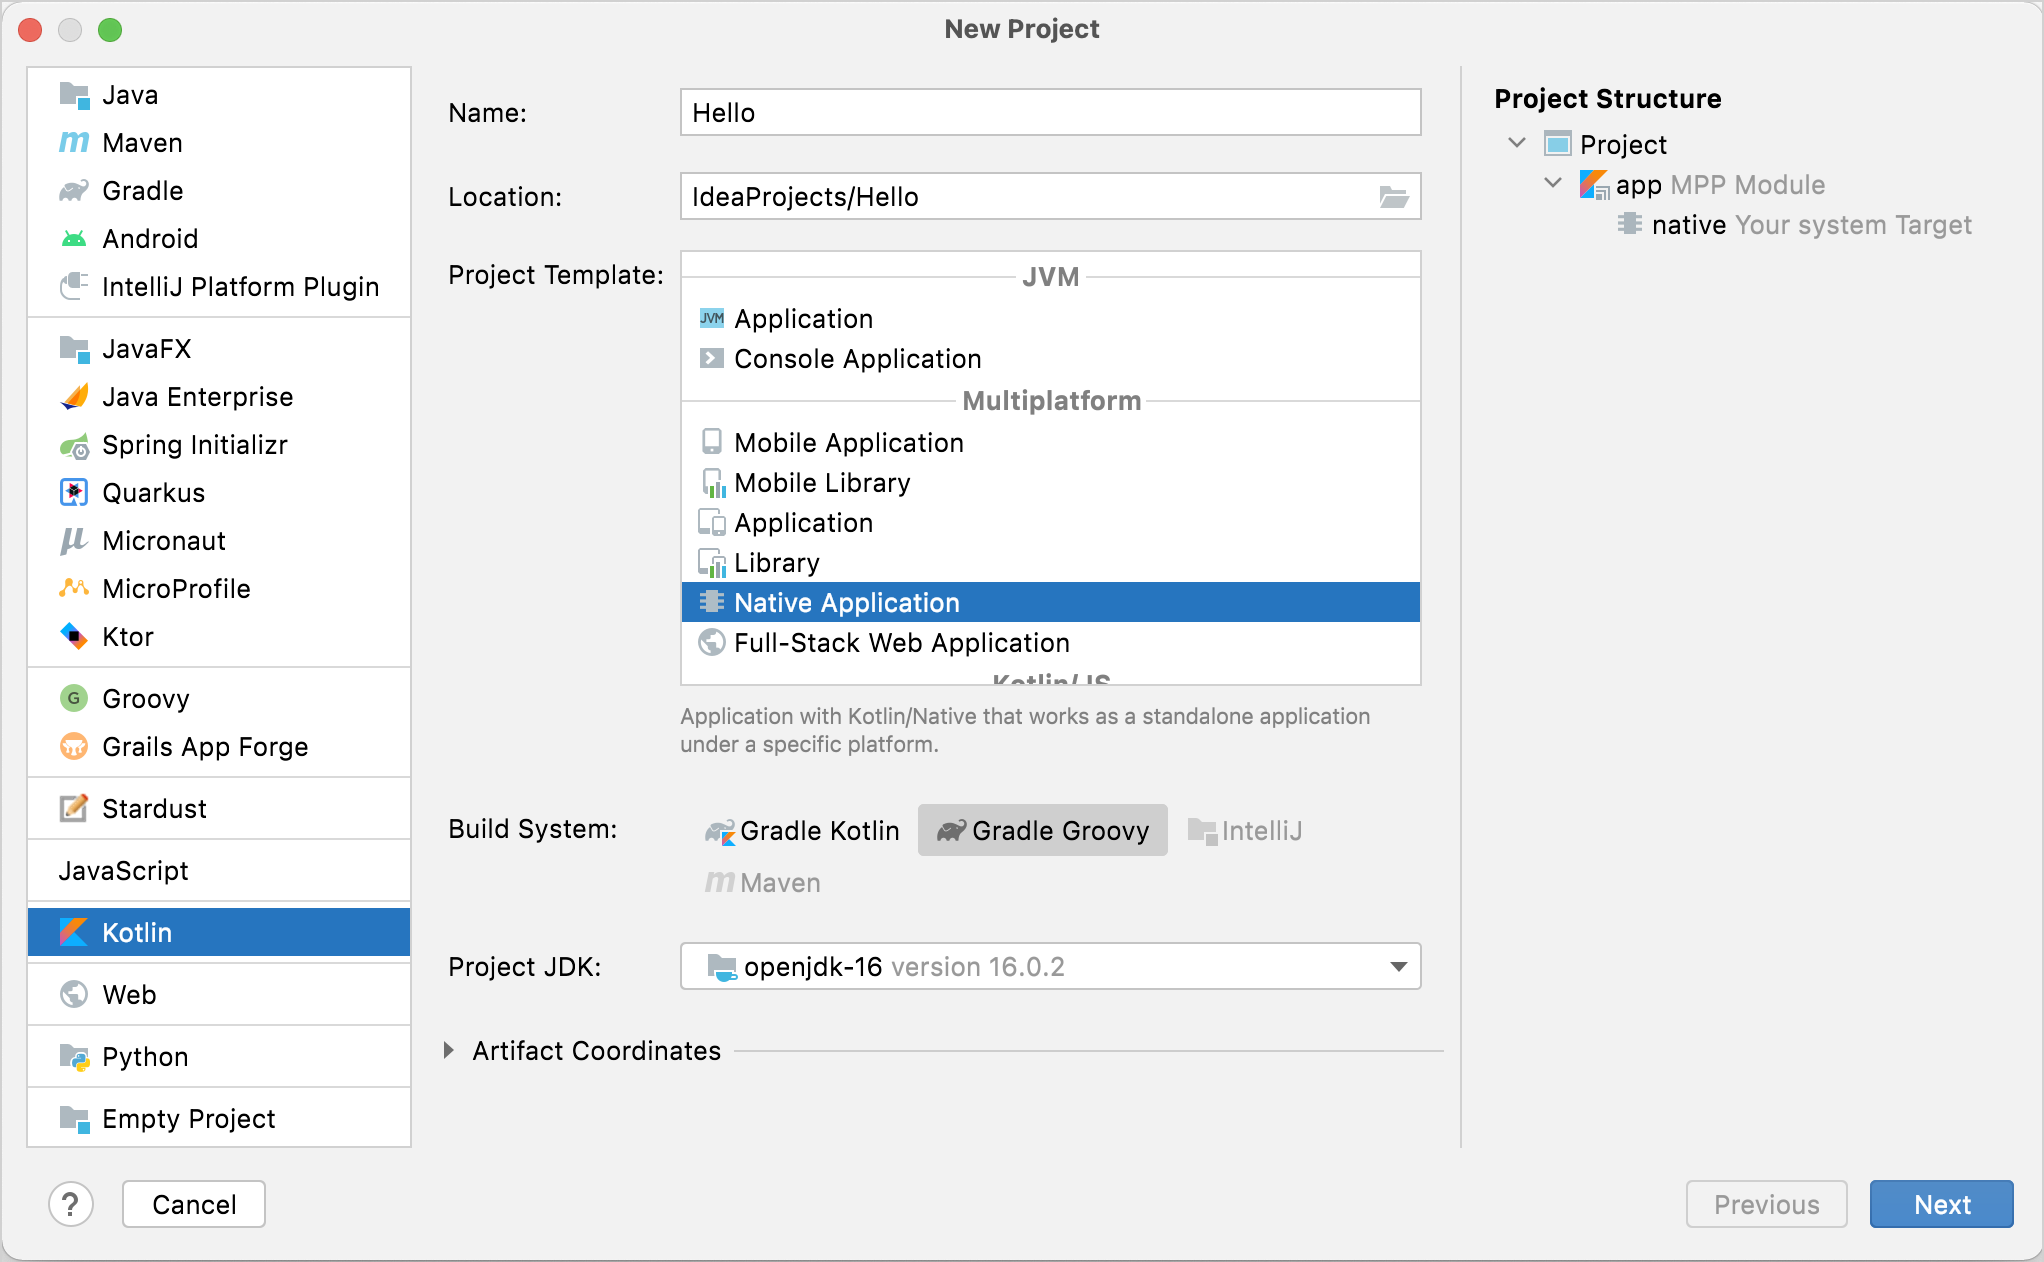 New Project
Java
Maven
Gradle
Android
IntelliJ Platform Plugin
JavaFX
Java Enterprise
Spring Initializr
Quarkus
Micronaut
MicroProfile
Ktor
Groovy
Grails App Forge
Stardust
JavaScript
Kotlin
Web
Python
Empty Project
Name: Hello
Location: IdeaProjects/Hello
Project Template:
JVM
JVM Application
Console Application
Multiplatform
Mobile Application
Mobile Library
Application
Library
Native Application
Full-Stack Web Application
Kotlin/JS
Application with Kotlin/Native that works as a standalone application
under a specific platform.
Build System: Gradle Kotlin Gradle Groovy IntelliJ
Maven
Project JDK: openjdk-16 version 16.0.2
Artifact Coordinates
Project Structure
Project
app MPP Module
native Your system Target
? Cancel Previous Next